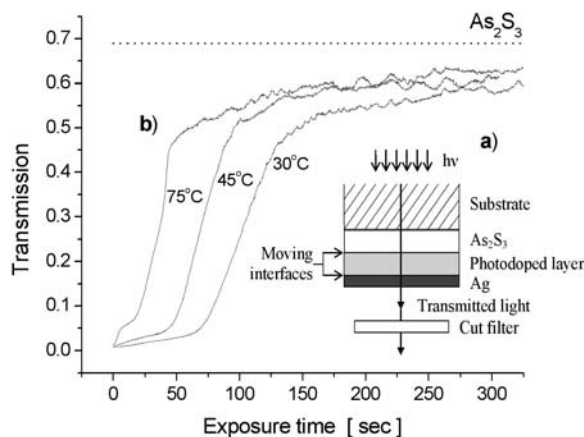 As₂S₃
0.7
0.6
0.5
0.4
0.3
0.2
0.1
0.0
Transmission
b)
75°C
45°C
30°C
a)
hν
Substrate
As₂S₃
Moving
interfaces
Photodoped layer
Ag
Transmitted light
Cut filter
0 50 100 150 200 250 300
Exposure time [ sec ]